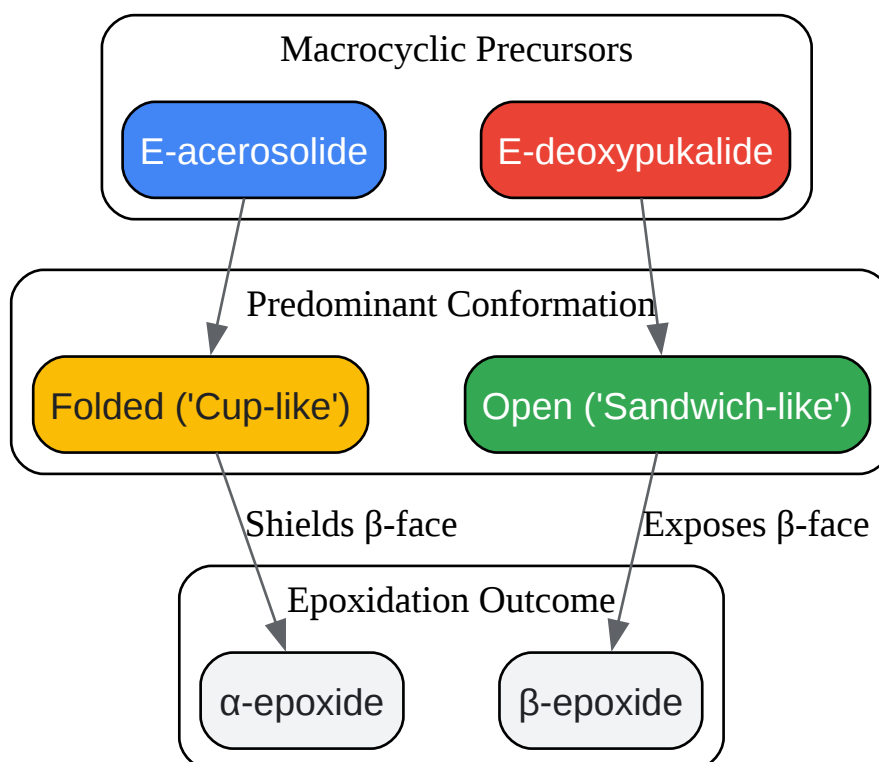 Macrocyclic Precursors
E-acerosolide
E-deoxypukalide
Predominant Conformation
Folded ('Cup-like')
Open ('Sandwich-like')
Shields β-face
Exposes β-face
Epoxidation Outcome
α-epoxide
β-epoxide